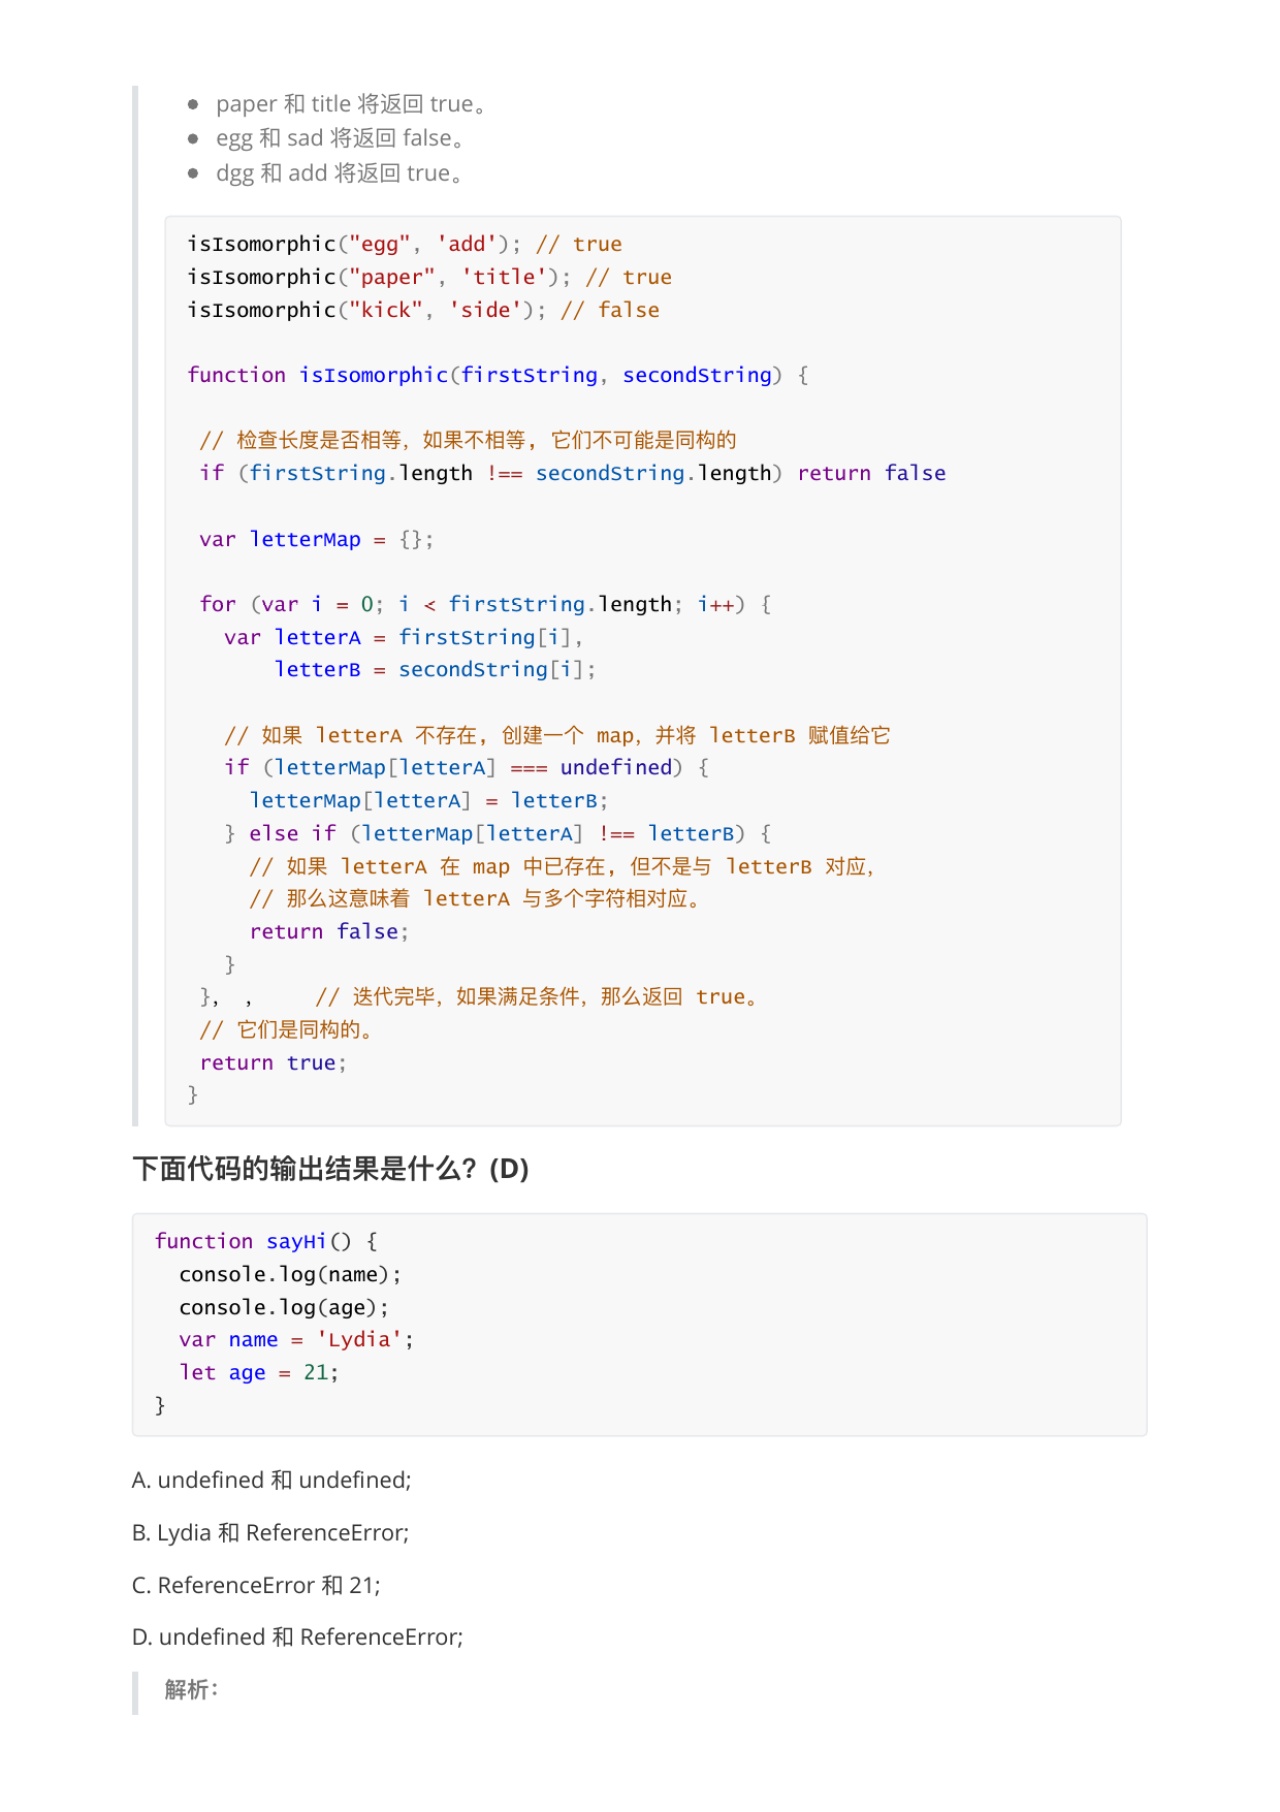 paper 和 title 将返回 true。
egg 和 sad 将返回 false。
dgg 和 add 将返回 true。
isIsomorphic("egg", 'add'); // true
isIsomorphic("paper", 'title'); // true
isIsomorphic("kick", 'side'); // false
function isIsomorphic(firstString, secondString) {
// 检查长度是否相等，如果不相等, 它们不可能是同构的
if (firstString.length !== secondString.length) return false
var letterMap = {};
for (var i = 0; i < firstString.length; i++) {
var letterA = firstString[i],
letterB = secondString[i];
// 如果 letterA 不存在, 创建一个 map，并将 letterB 赋值给它
if (letterMap[letterA] === undefined) {
letterMap[letterA] = letterB;
} else if (letterMap[letterA] !== letterB) {
// 如果 letterA 在 map 中已存在, 但不是与 letterB 对应，
// 那么这意味着 letterA 与多个字符相对应。
return false;
}
}, , // 迭代完毕，如果满足条件，那么返回 true。
// 它们是同构的。
return true;
}
下面代码的输出结果是什么？(D)
function sayHi() {
console.log(name);
console.log(age);
var name = 'Lydia';
let age = 21;
}
A. undefined 和 undefined;
B. Lydia 和 ReferenceError;
C. ReferenceError 和 21;
D. undefined 和 ReferenceError;
解析：